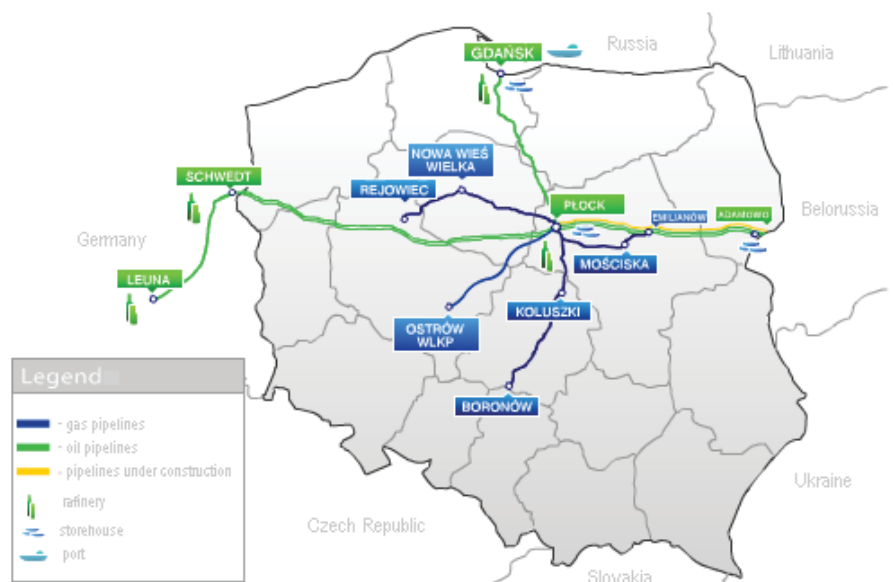 Russia
Lithuania
GDAŃSK
NOWA WIEŚ
WIELKA
SCHWEDT
REJOWIEC
PŁOCK
EMILIANÓW
ADAMOWO
Belorussia
Germany
MOŚCISKA
LEUNA
KOLUSZKI
OSTRÓW
WLKP
BORONÓW
Legend
- gas pipelines
- oil pipelines
- pipelines under construction
rafinery
storehouse
port
Ukraine
Czech Republic
Slovakia